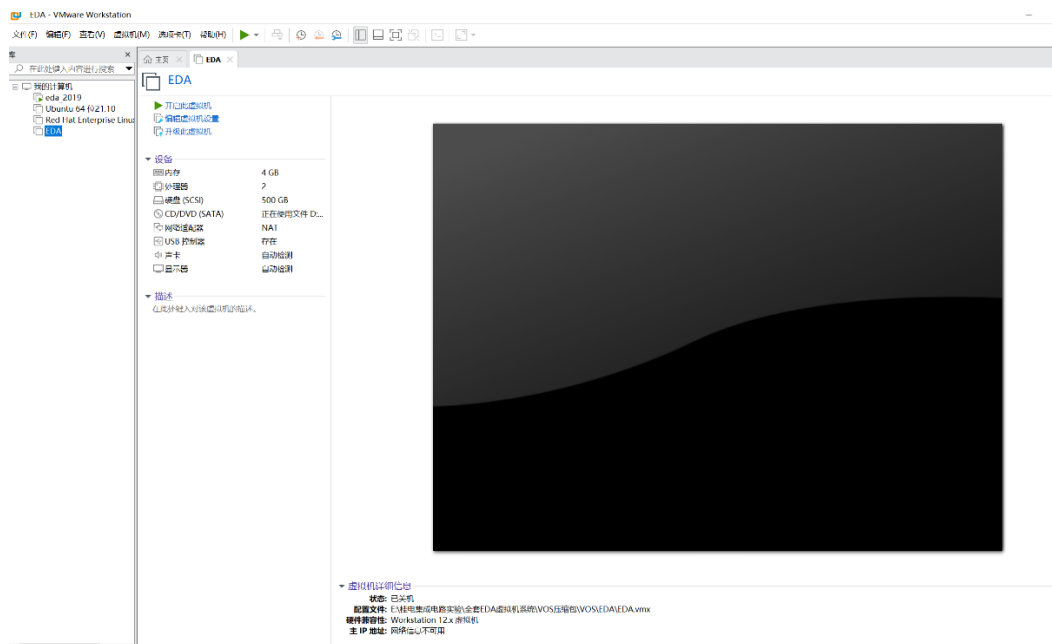 EDA - VMware Workstation
文件(F) 编辑(E) 查看(V) 虚拟机(M) 选项卡(T) 帮助(H)
库
在此处键入内容进行搜索
我的计算机
eda_2019
Ubuntu 64 位21.10
Red Hat Enterprise Linu
EDA
主页
EDA
EDA
开启此虚拟机
编辑虚拟机设置
升级此虚拟机
设备
内存 4 GB
处理器 2
硬盘 (SCSI) 500 GB
CD/DVD (SATA) 正在使用文件 D:...
网络适配器 NAT
USB 控制器 存在
声卡 自动检测
显示器 自动检测
描述
在此处键入对该虚拟机的描述。
虚拟机详细信息
状态: 已关机
配置文件: E:\桂电集成电路实验\全套EDA虚拟机系统\VOS压缩包\VOS\EDA\EDA.vmx
硬件兼容性: Workstation 12.x 虚拟机
主 IP 地址: 网络信息不可用